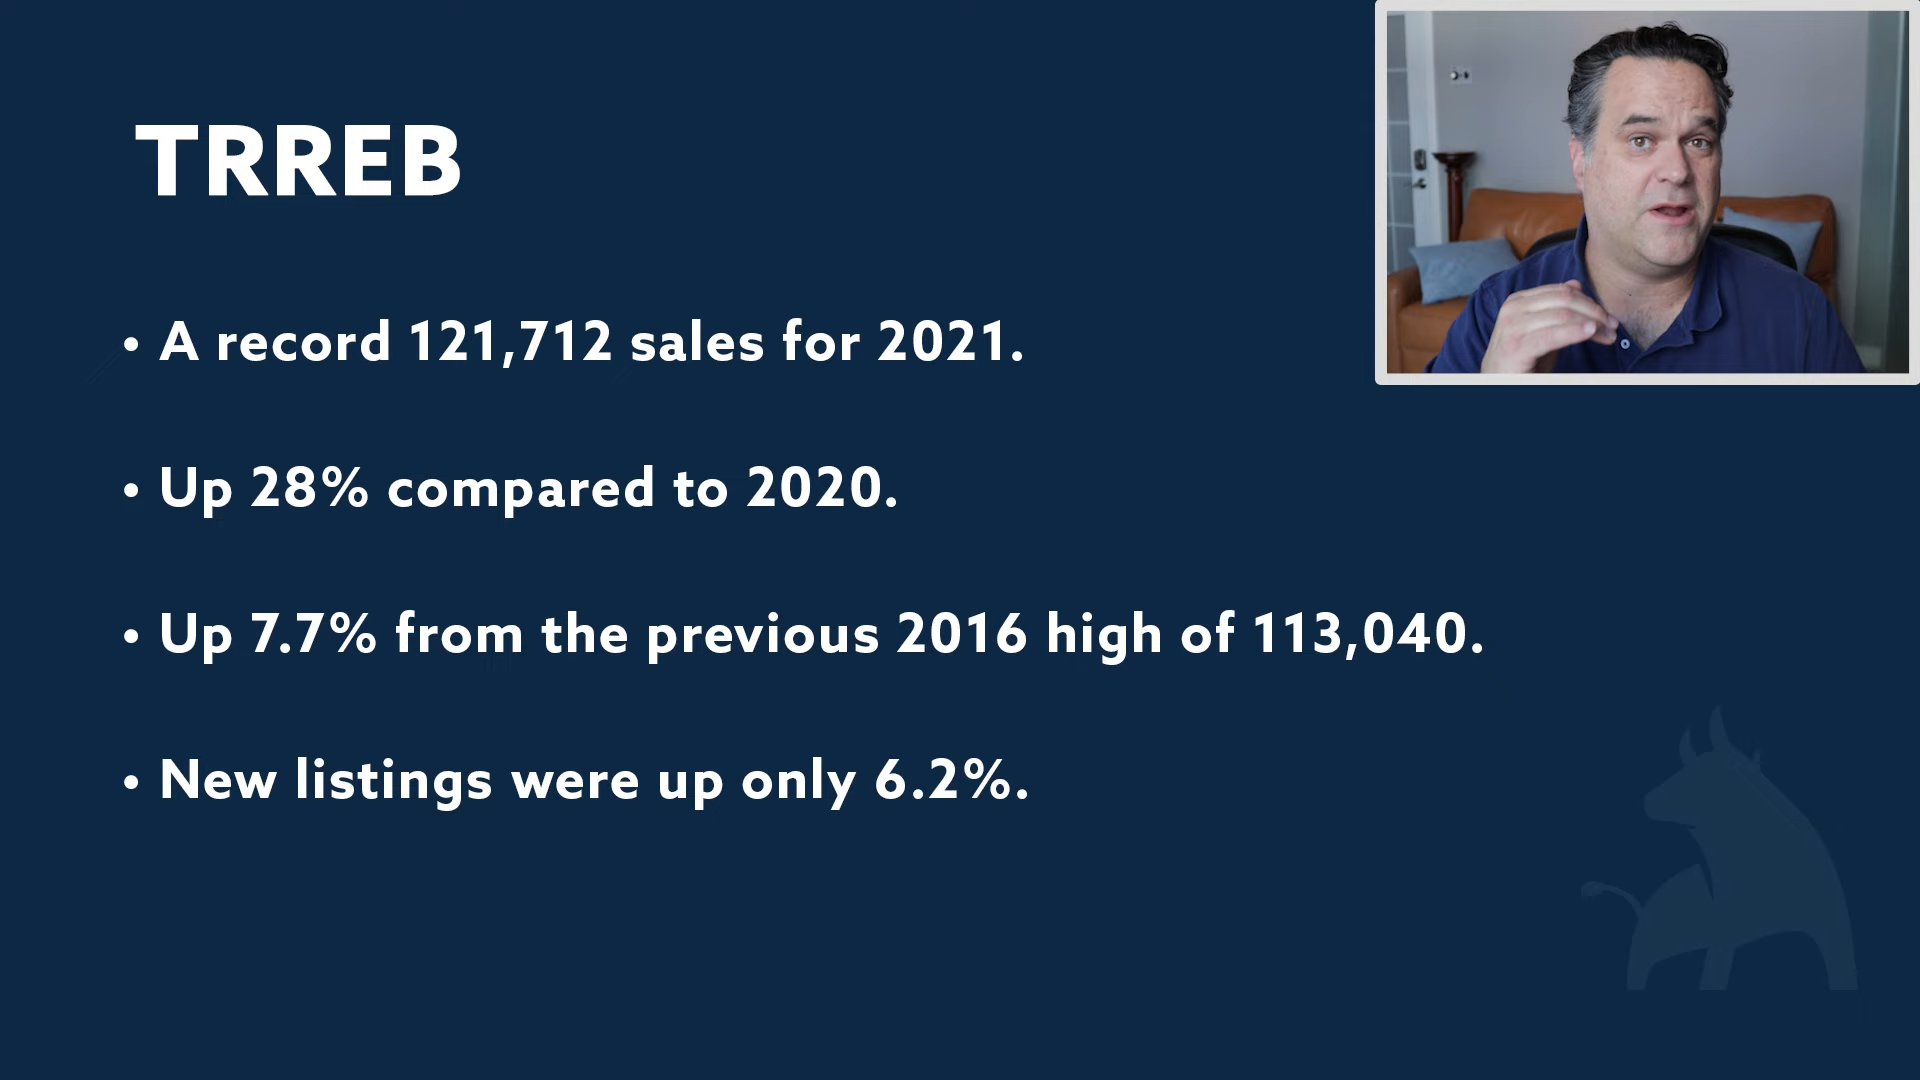 TRREB
• A record 121,712 sales for 2021.
• Up 28% compared to 2020.
• Up 7.7% from the previous 2016 high of 113,040.
• New listings were up only 6.2%.